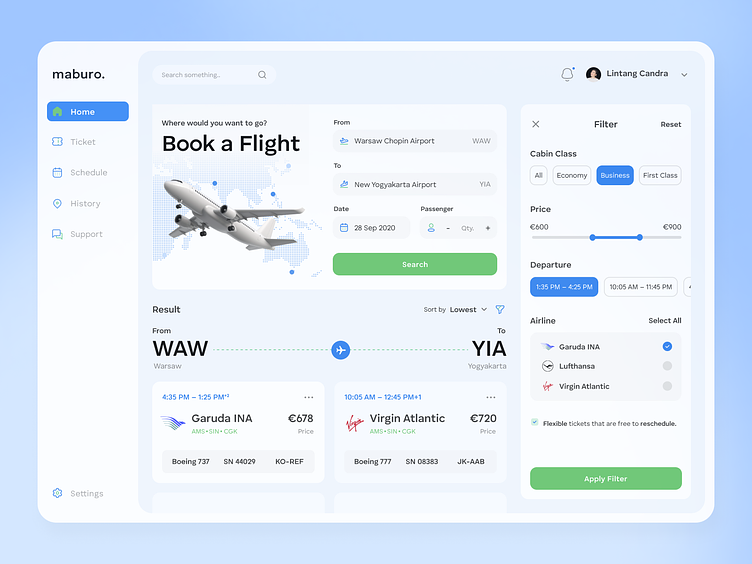 maburo.
Home
Ticket
Schedule
History
Support
Settings
Search something..
Lintang Candra
Where would you want to go?
Book a Flight
From
Warsaw Chopin Airport WAW
To
New Yogyakarta Airport YIA
Date Passenger
28 Sep 2020 - Qty. +
Search
Result
Sort by Lowest
From To
WAW YIA
Warsaw Yogyakarta
4:35 PM – 1:25 PM⁺¹
Garuda INA €678
AMS•SIN•CGK Price
Boeing 737 SN 44029 KO-REF
10:05 AM – 12:45 PM+1
Virgin Atlantic €720
AMS•SIN•CGK Price
Boeing 777 SN 08383 JK-AAB
Filter Reset
Cabin Class
All Economy Business First Class
Price
€600 €900
Departure
1:35 PM – 4:25 PM 10:05 AM – 11:45 PM 4
Airline Select All
Garuda INA
Lufthansa
Virgin Atlantic
Flexible tickets that are free to reschedule.
Apply Filter